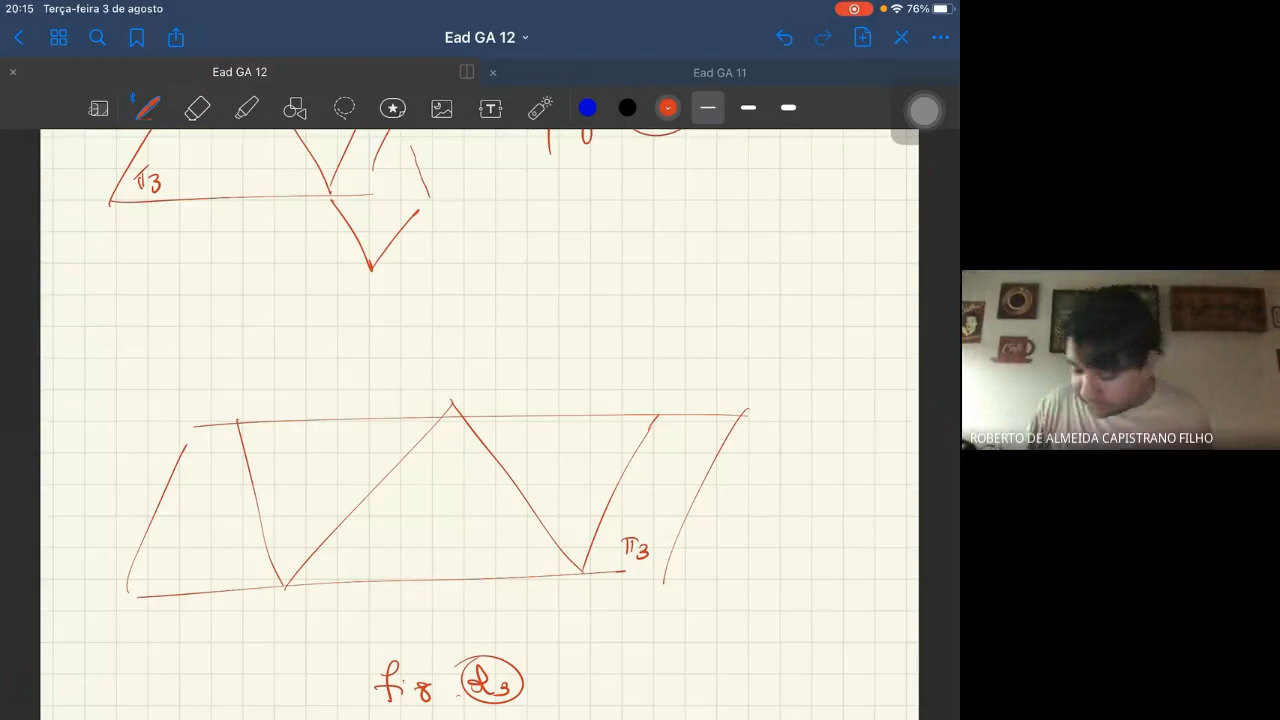 20:15 Terça-feira 3 de agosto
76%
Ead GA 12
Ead GA 12
Ead GA 11
T
π3
π3
fig
ROBERTO DE ALMEIDA CAPISTRANO FILHO